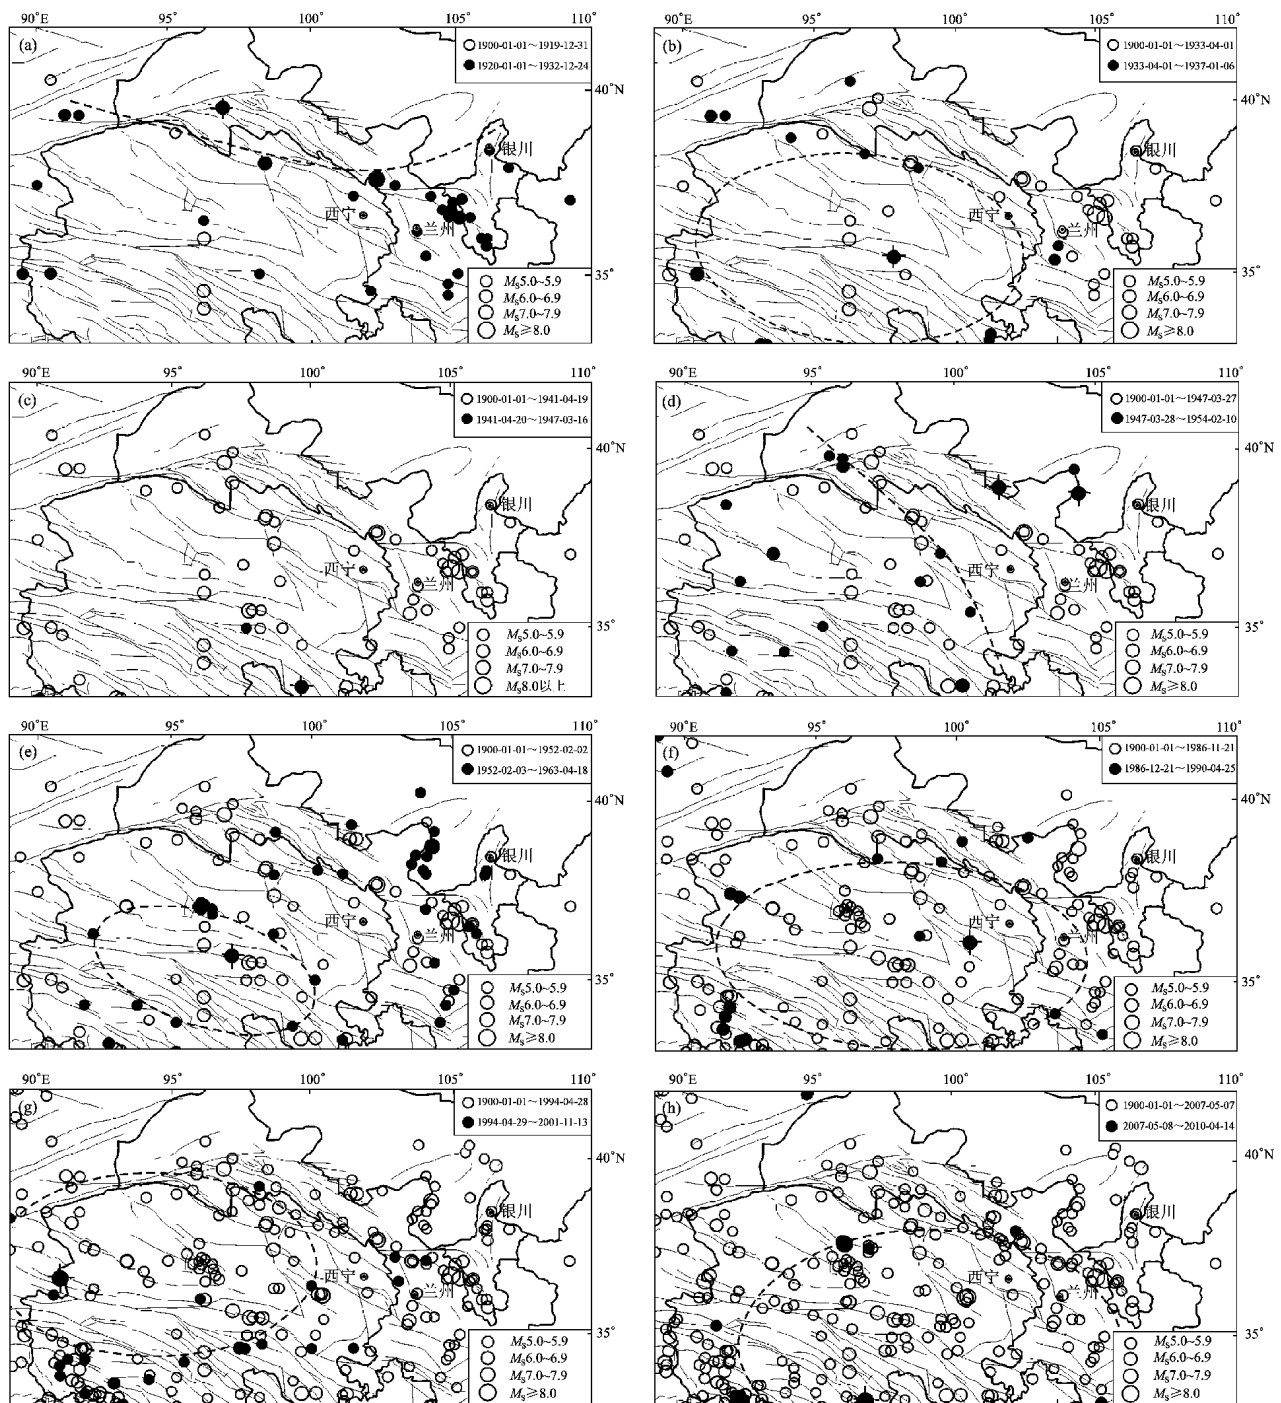 90°E 95° 100° 105° 110°
(a)
1900-01-01～1919-12-31
1920-01-01～1932-12-24
40°
银川
西宁
兰州
35°
Ms5.0~5.9
Ms6.0~6.9
Ms7.0~7.9
Ms≥8.0
90°E 95° 100° 105° 110°
(b)
1900-01-01～1933-04-01
1933-04-01～1937-01-06
40°N
银川
西宁
兰州
35°
Ms5.0~5.9
Ms6.0~6.9
Ms7.0~7.9
Ms≥8.0
90°E 95° 100° 105° 110°
(c)
1900-01-01～1941-04-19
1941-04-20～1947-03-16
40°N
银川
西宁
兰州
35°
Ms5.0~5.9
Ms6.0~6.9
Ms7.0~7.9
Ms8.0以上
90°E 95° 100° 105° 110°
(d)
1900-01-01～1947-03-27
1947-03-28～1954-02-10
40°N
银川
西宁
兰州
35°
Ms5.0~5.9
Ms6.0~6.9
Ms7.0~7.9
Ms≥8.0
90°E 95° 100° 105° 110°
(e)
1900-01-01～1952-02-02
1952-02-03～1963-04-18
40°N
银川
西宁
兰州
35°
Ms5.0~5.9
Ms6.0~6.9
Ms7.0~7.9
Ms≥8.0
90°E 95° 100° 105° 110°
(f)
1900-01-01～1986-11-21
1986-12-21～1990-04-25
40°N
银川
西宁
兰州
35°
Ms5.0~5.9
Ms6.0~6.9
Ms7.0~7.9
Ms≥8.0
90°E 95° 100° 105° 110°
(g)
1900-01-01～1994-04-28
1994-04-29～2001-11-13
40°N
银川
西宁
兰州
35°
Ms5.0~5.9
Ms6.0~6.9
Ms7.0~7.9
Ms≥8.0
90°E 95° 100° 105° 110°
(h)
1900-01-01～2007-05-07
2007-05-08～2010-04-14
40°N
银川
西宁
兰州
35°
Ms5.0~5.9
Ms6.0~6.9
Ms7.0~7.9
Ms≥8.0